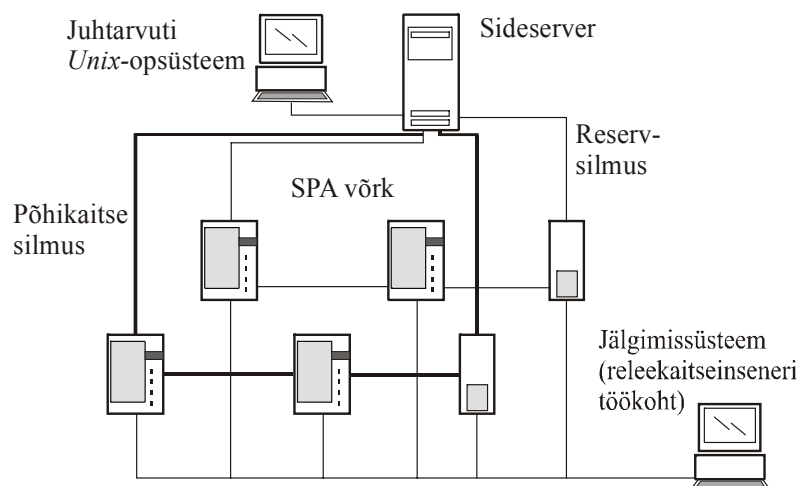 Juhtarvuti
Unix-opsüsteem
Sideserver
Reserv-
silmus
SPA võrk
Põhikaitse
silmus
Jälgimissüsteem
(releekaitseinseneri
töökoht)